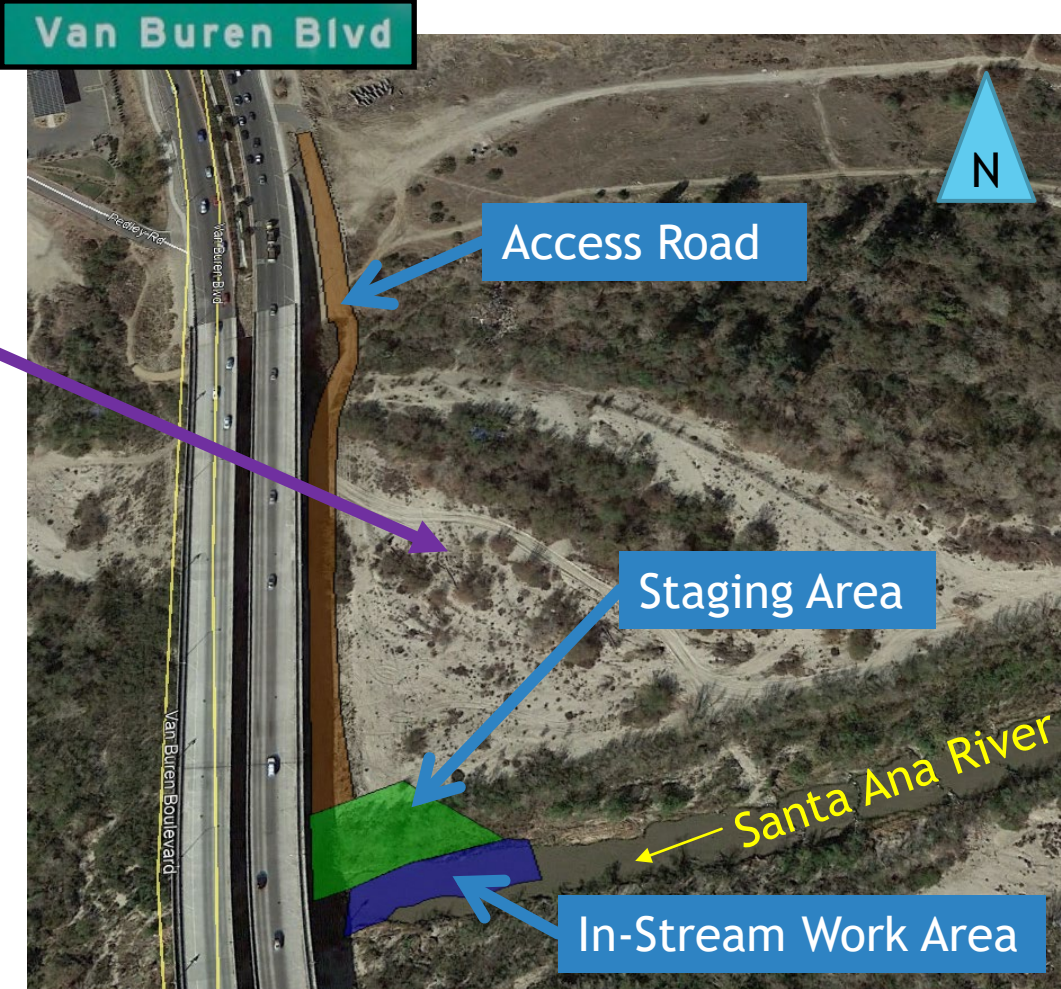 Van Buren Blvd
N
Pedley Rd
Van Buren Blvd
Access Road
Staging Area
Santa Ana River
Van Buren Boulevard
In-Stream Work Area